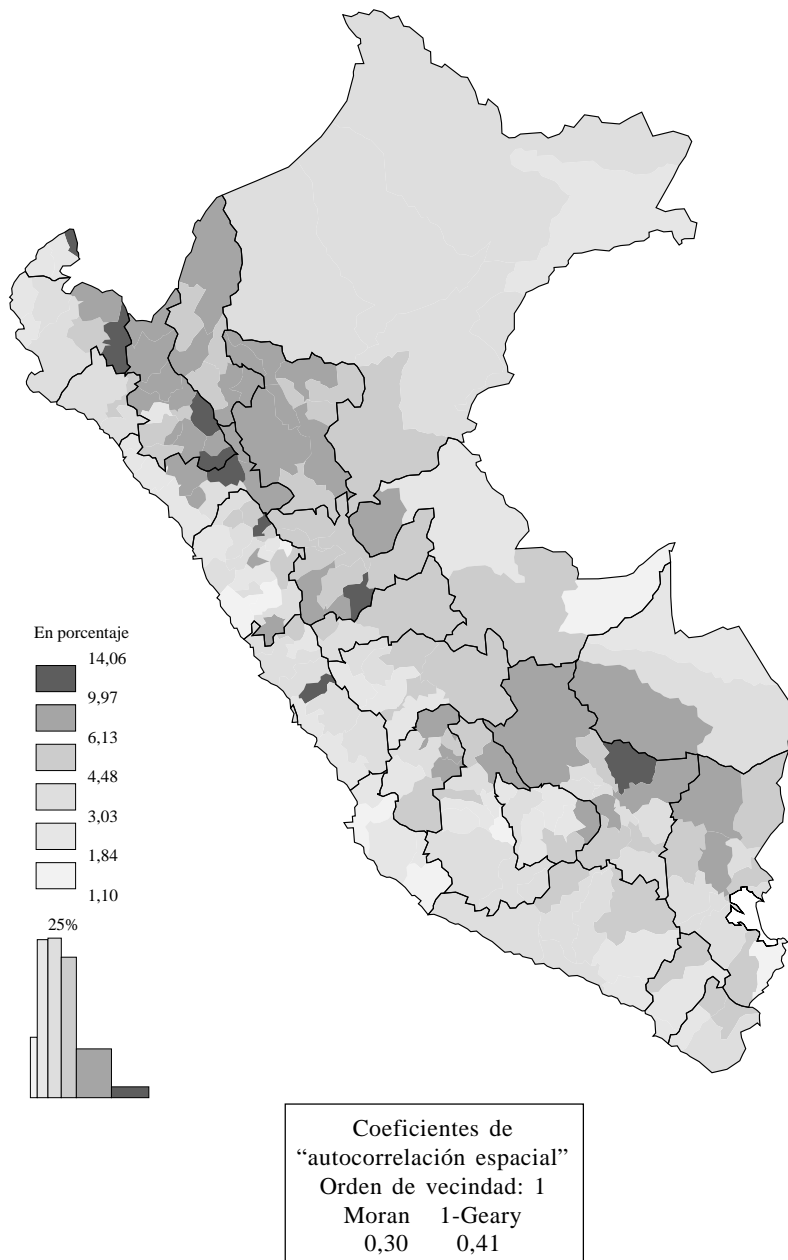 En porcentaje
14,06
9,97
6,13
4,48
3,03
1,84
1,10
25%
Coeficientes de
“autocorrelación espacial”
Orden de vecindad: 1
Moran 1-Geary
0,30 0,41